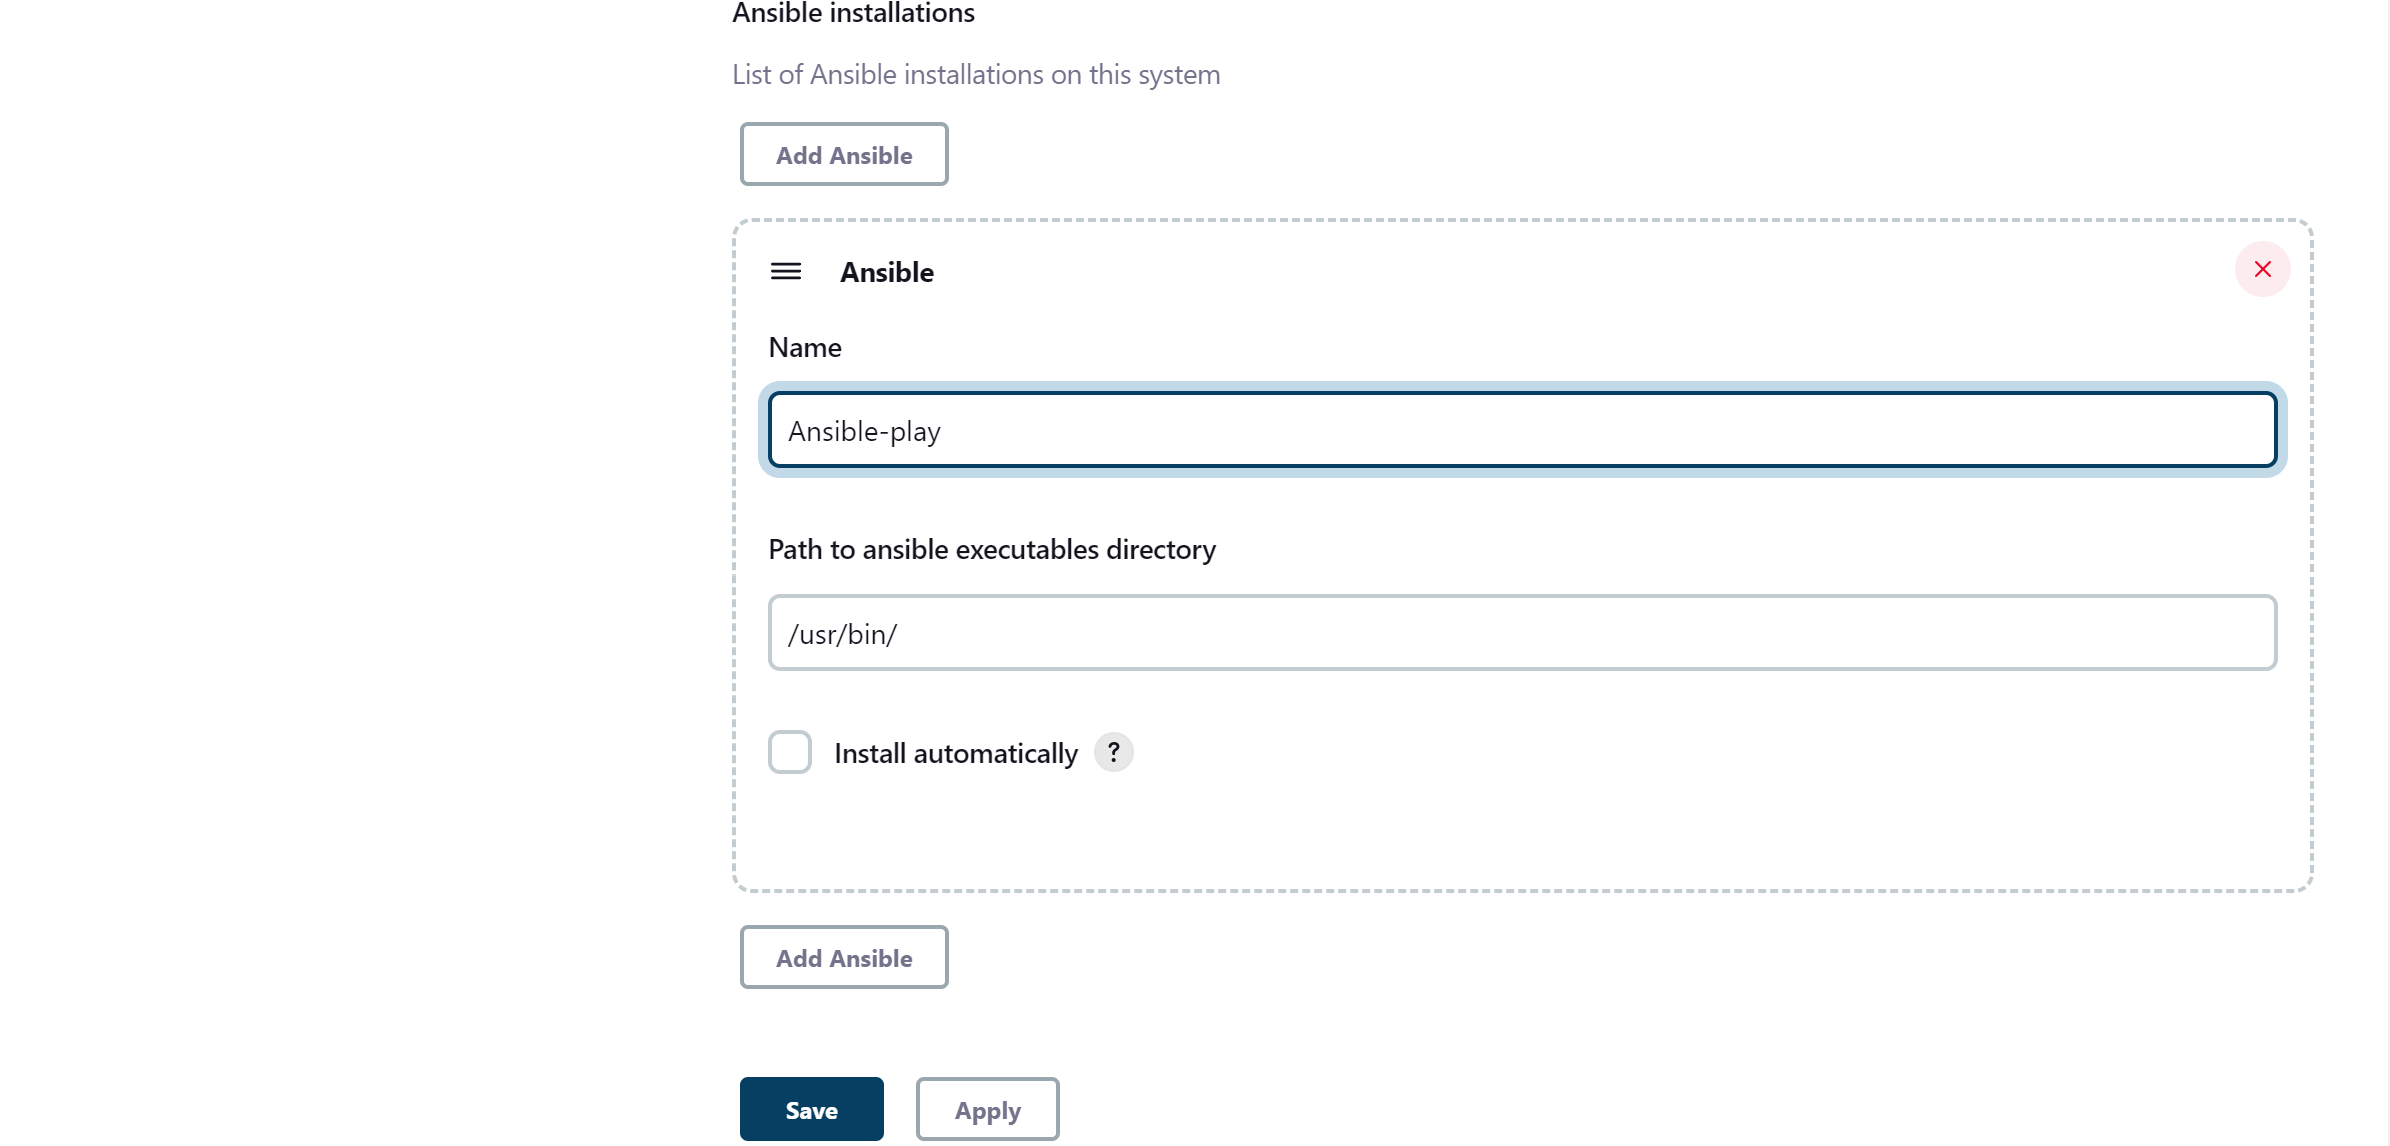 Ansible installations
List of Ansible installations on this system
Add Ansible
Ansible
Name
Ansible-play
Path to ansible executables directory
/usr/bin/
Install automatically ?
Add Ansible
Save Apply